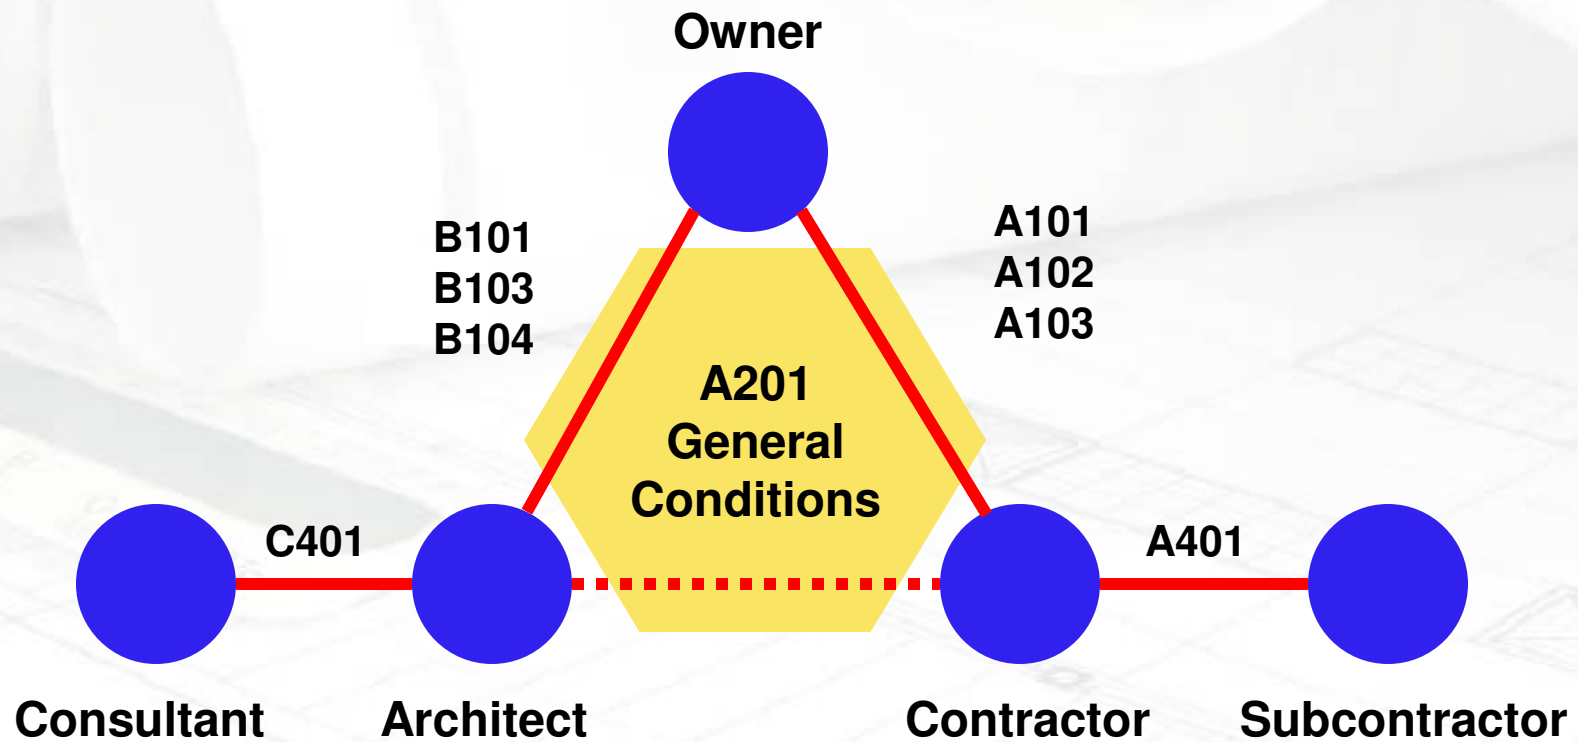 Owner
B101
B103
B104
A101
A102
A103
A201
General
Conditions
C401
A401
Consultant
Architect
Contractor
Subcontractor